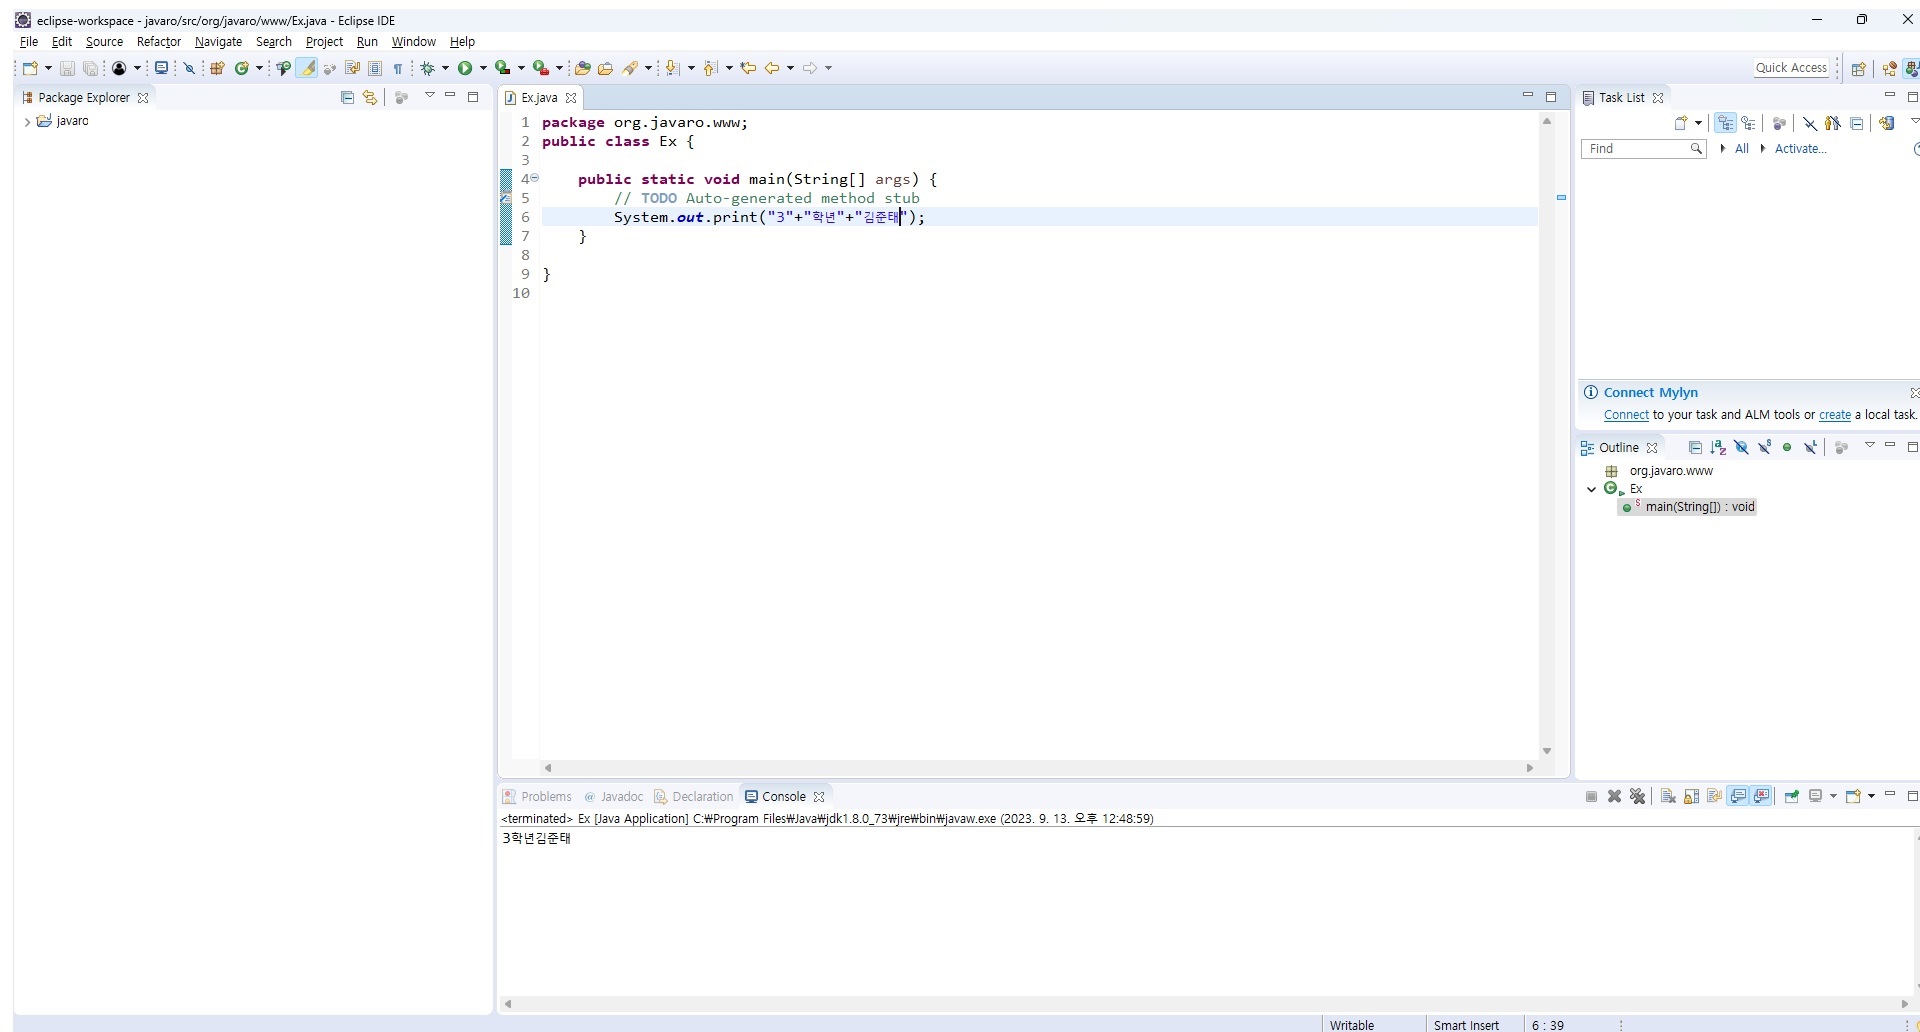 eclipse-workspace - javaro/src/org/javaro/www/Ex.java - Eclipse IDE
File Edit Source Refactor Navigate Search Project Run Window Help
Quick Access
Package Explorer
javaro
Ex.java
1 package org.javaro.www;
2 public class Ex {
3
4 public static void main(String[] args) {
5 // TODO Auto-generated method stub
6 System.out.print("3"+"학년"+"김준태");
7 }
8
9 }
10
Task List
Find All Activate...
Connect Mylyn
Connect to your task and ALM tools or create a local task.
Outline
org.javaro.www
Ex
main(String[]) : void
Problems @ Javadoc Declaration Console
<terminated> Ex [Java Application] C:₩Program Files₩Java₩jdk1.8.0_73₩jre₩bin₩javaw.exe (2023. 9. 13. 오후 12:48:59)
3학년김준태
Writable Smart Insert 6 : 39